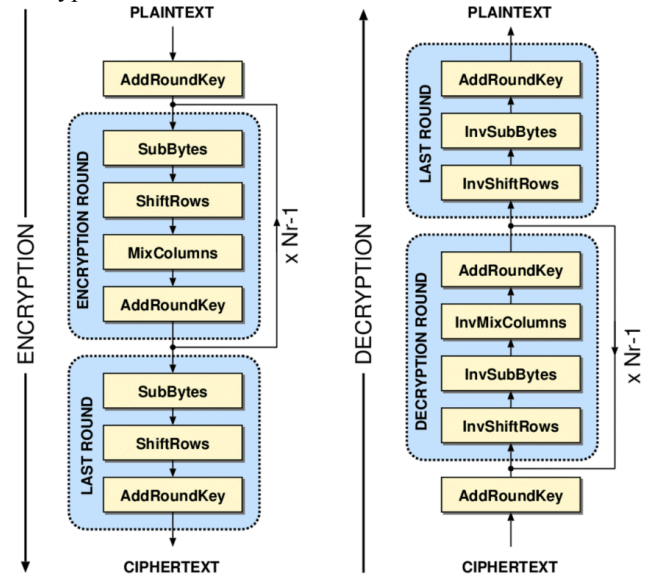 PLAINTEXT
AddRoundKey
ENCRYPTION
ENCRYPTION ROUND
SubBytes
ShiftRows
MixColumns
AddRoundKey
x Nr-1
LAST ROUND
SubBytes
ShiftRows
AddRoundKey
CIPHERTEXT
PLAINTEXT
DECRYPTION
LAST ROUND
AddRoundKey
InvSubBytes
InvShiftRows
DECRYPTION ROUND
AddRoundKey
InvMixColumns
InvSubBytes
InvShiftRows
x Nr-1
AddRoundKey
CIPHERTEXT